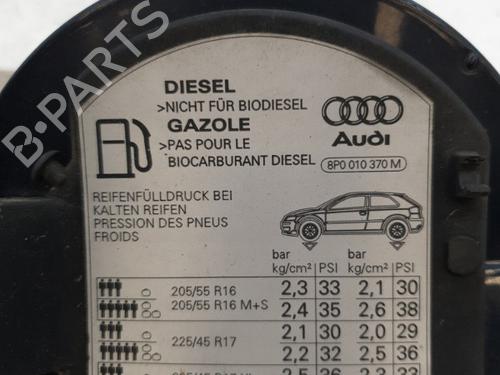 B-PARTS
DIESEL
>NICHT FÜR BIODIESEL
GAZOLE
>PAS POUR LE
BIOCARBURANT DIESEL
Audi
8P0 010 370 M
REIFENFÜLLDRUCK BEI
KALTEN REIFEN
PRESSION DES PNEUS
FROIDS
bar bar
kg/cm² PSI kg/cm² PSI
205/55 R16 2,3 33 2,1 30
205/55 R16 M+S 2,4 35 2,6 38
225/45 R17 2,1 30 2,0 29
2,2 32 2,5 36